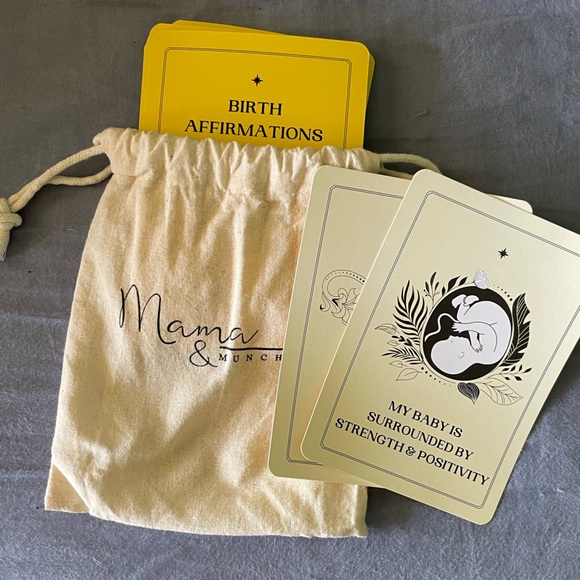 BIRTH
AFFIRMATIONS
Mama
& MUNCH
MY BABY IS
SURROUNDED BY
STRENGTH & POSITIVITY